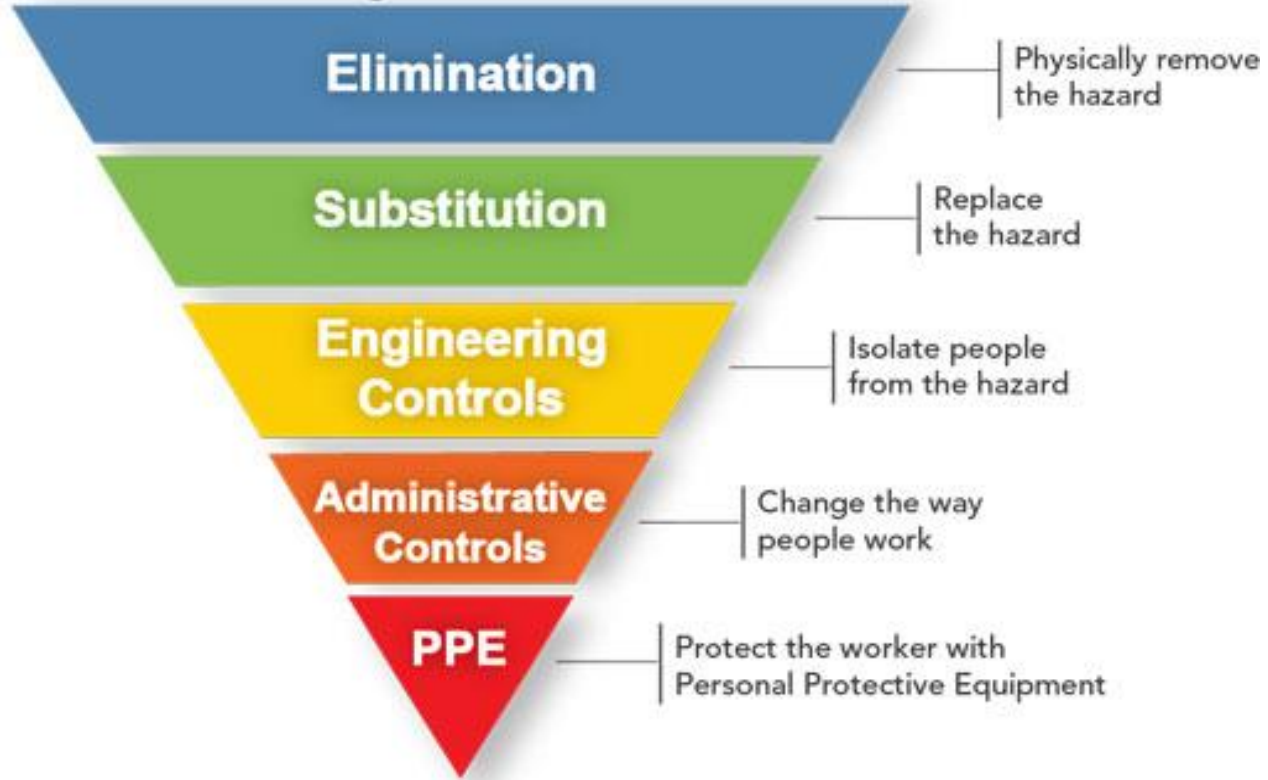 Elimination
Physically remove
the hazard
Substitution
Replace
the hazard
Engineering
Controls
Isolate people
from the hazard
Administrative
Controls
Change the way
people work
PPE
Protect the worker with
Personal Protective Equipment